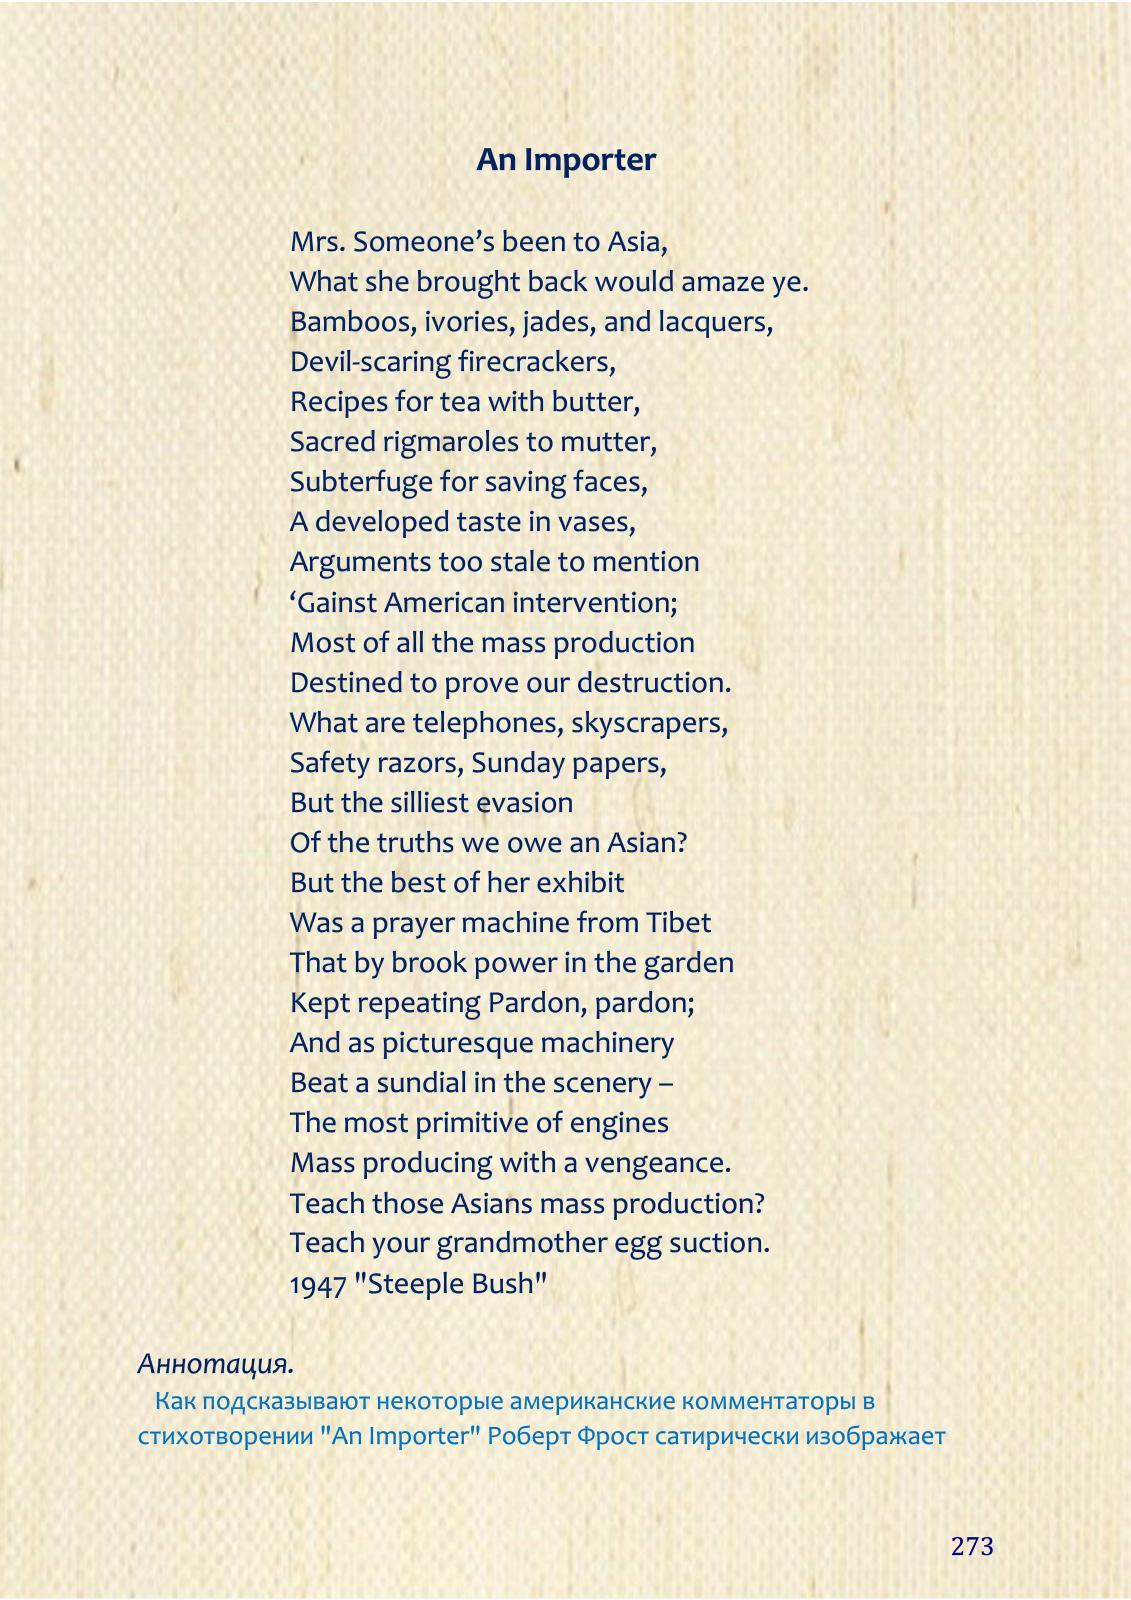 An Importer
Mrs. Someone’s been to Asia,
What she brought back would amaze ye.
Bamboos, ivories, jades, and lacquers,
Devil-scaring firecrackers,
Recipes for tea with butter,
Sacred rigmaroles to mutter,
Subterfuge for saving faces,
A developed taste in vases,
Arguments too stale to mention
‘Gainst American intervention;
Most of all the mass production
Destined to prove our destruction.
What are telephones, skyscrapers,
Safety razors, Sunday papers,
But the silliest evasion
Of the truths we owe an Asian?
But the best of her exhibit
Was a prayer machine from Tibet
That by brook power in the garden
Kept repeating Pardon, pardon;
And as picturesque machinery
Beat a sundial in the scenery –
The most primitive of engines
Mass producing with a vengeance.
Teach those Asians mass production?
Teach your grandmother egg suction.
1947 "Steeple Bush"
Аннотация.
Как подсказывают некоторые американские комментаторы в
стихотворении "An Importer" Роберт Фрост сатирически изображает
273